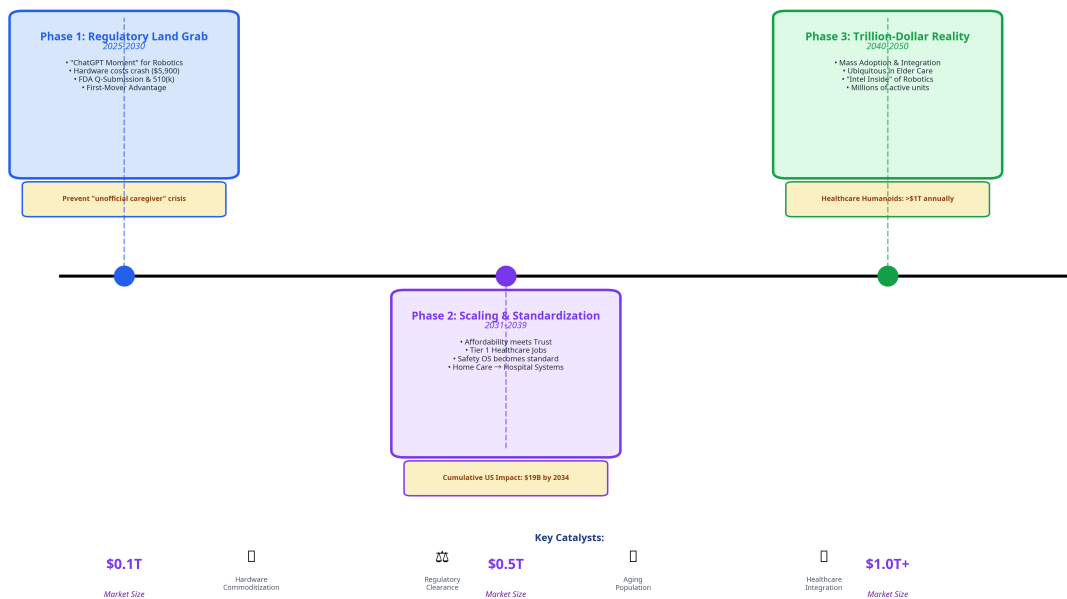 Phase 1: Regulatory Land Grab
2025-2030
• "ChatGPT Moment" for Robotics
• Hardware costs crash ($5,900)
• FDA Q-Submission & 510(k)
• First-Mover Advantage
Prevent "unofficial caregiver" crisis
Phase 3: Trillion-Dollar Reality
2040-2050
• Mass Adoption & Integration
• Ubiquitous in Elder Care
• "Intel Inside" of Robotics
• Millions of active units
Healthcare Humanoids: >$1T annually
Phase 2: Scaling & Standardization
2031-2039
• Affordability meets Trust
• Tier 1 Healthcare Jobs
• Safety OS becomes standard
• Home Care → Hospital Systems
Cumulative US Impact: $19B by 2034
Key Catalysts:
$0.1T
Market Size
Hardware
Commoditization
Regulatory
Clearance
$0.5T
Market Size
Aging
Population
Healthcare
Integration
$1.0T+
Market Size